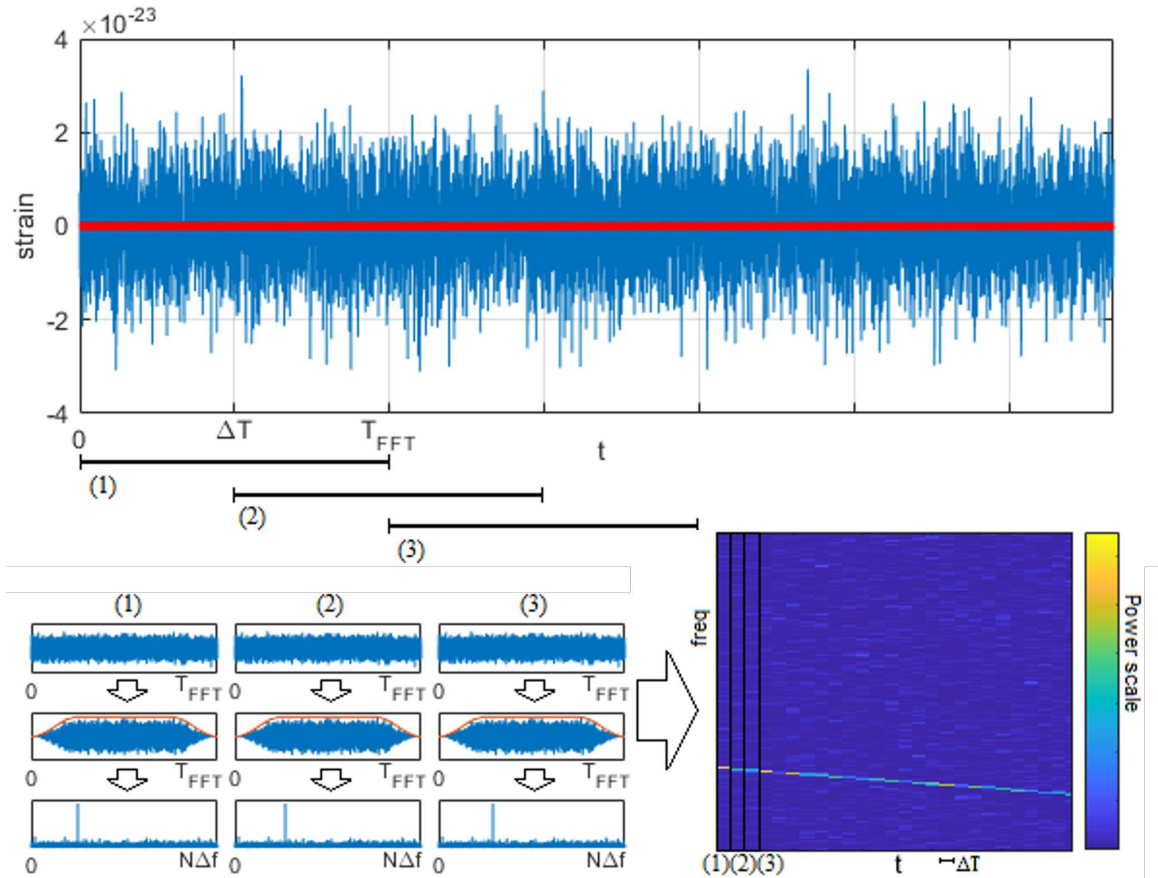 ×10⁻²³
4
2
0
-2
-4
strain
0 ΔT T_FFT t
(1)
(2)
(3)
(1) (2) (3)
0 T_FFT 0 T_FFT 0 T_FFT
0 T_FFT 0 T_FFT 0 T_FFT
0 NΔf 0 NΔf 0 NΔf
freq
Power scale
(1)(2)(3) t ΔT